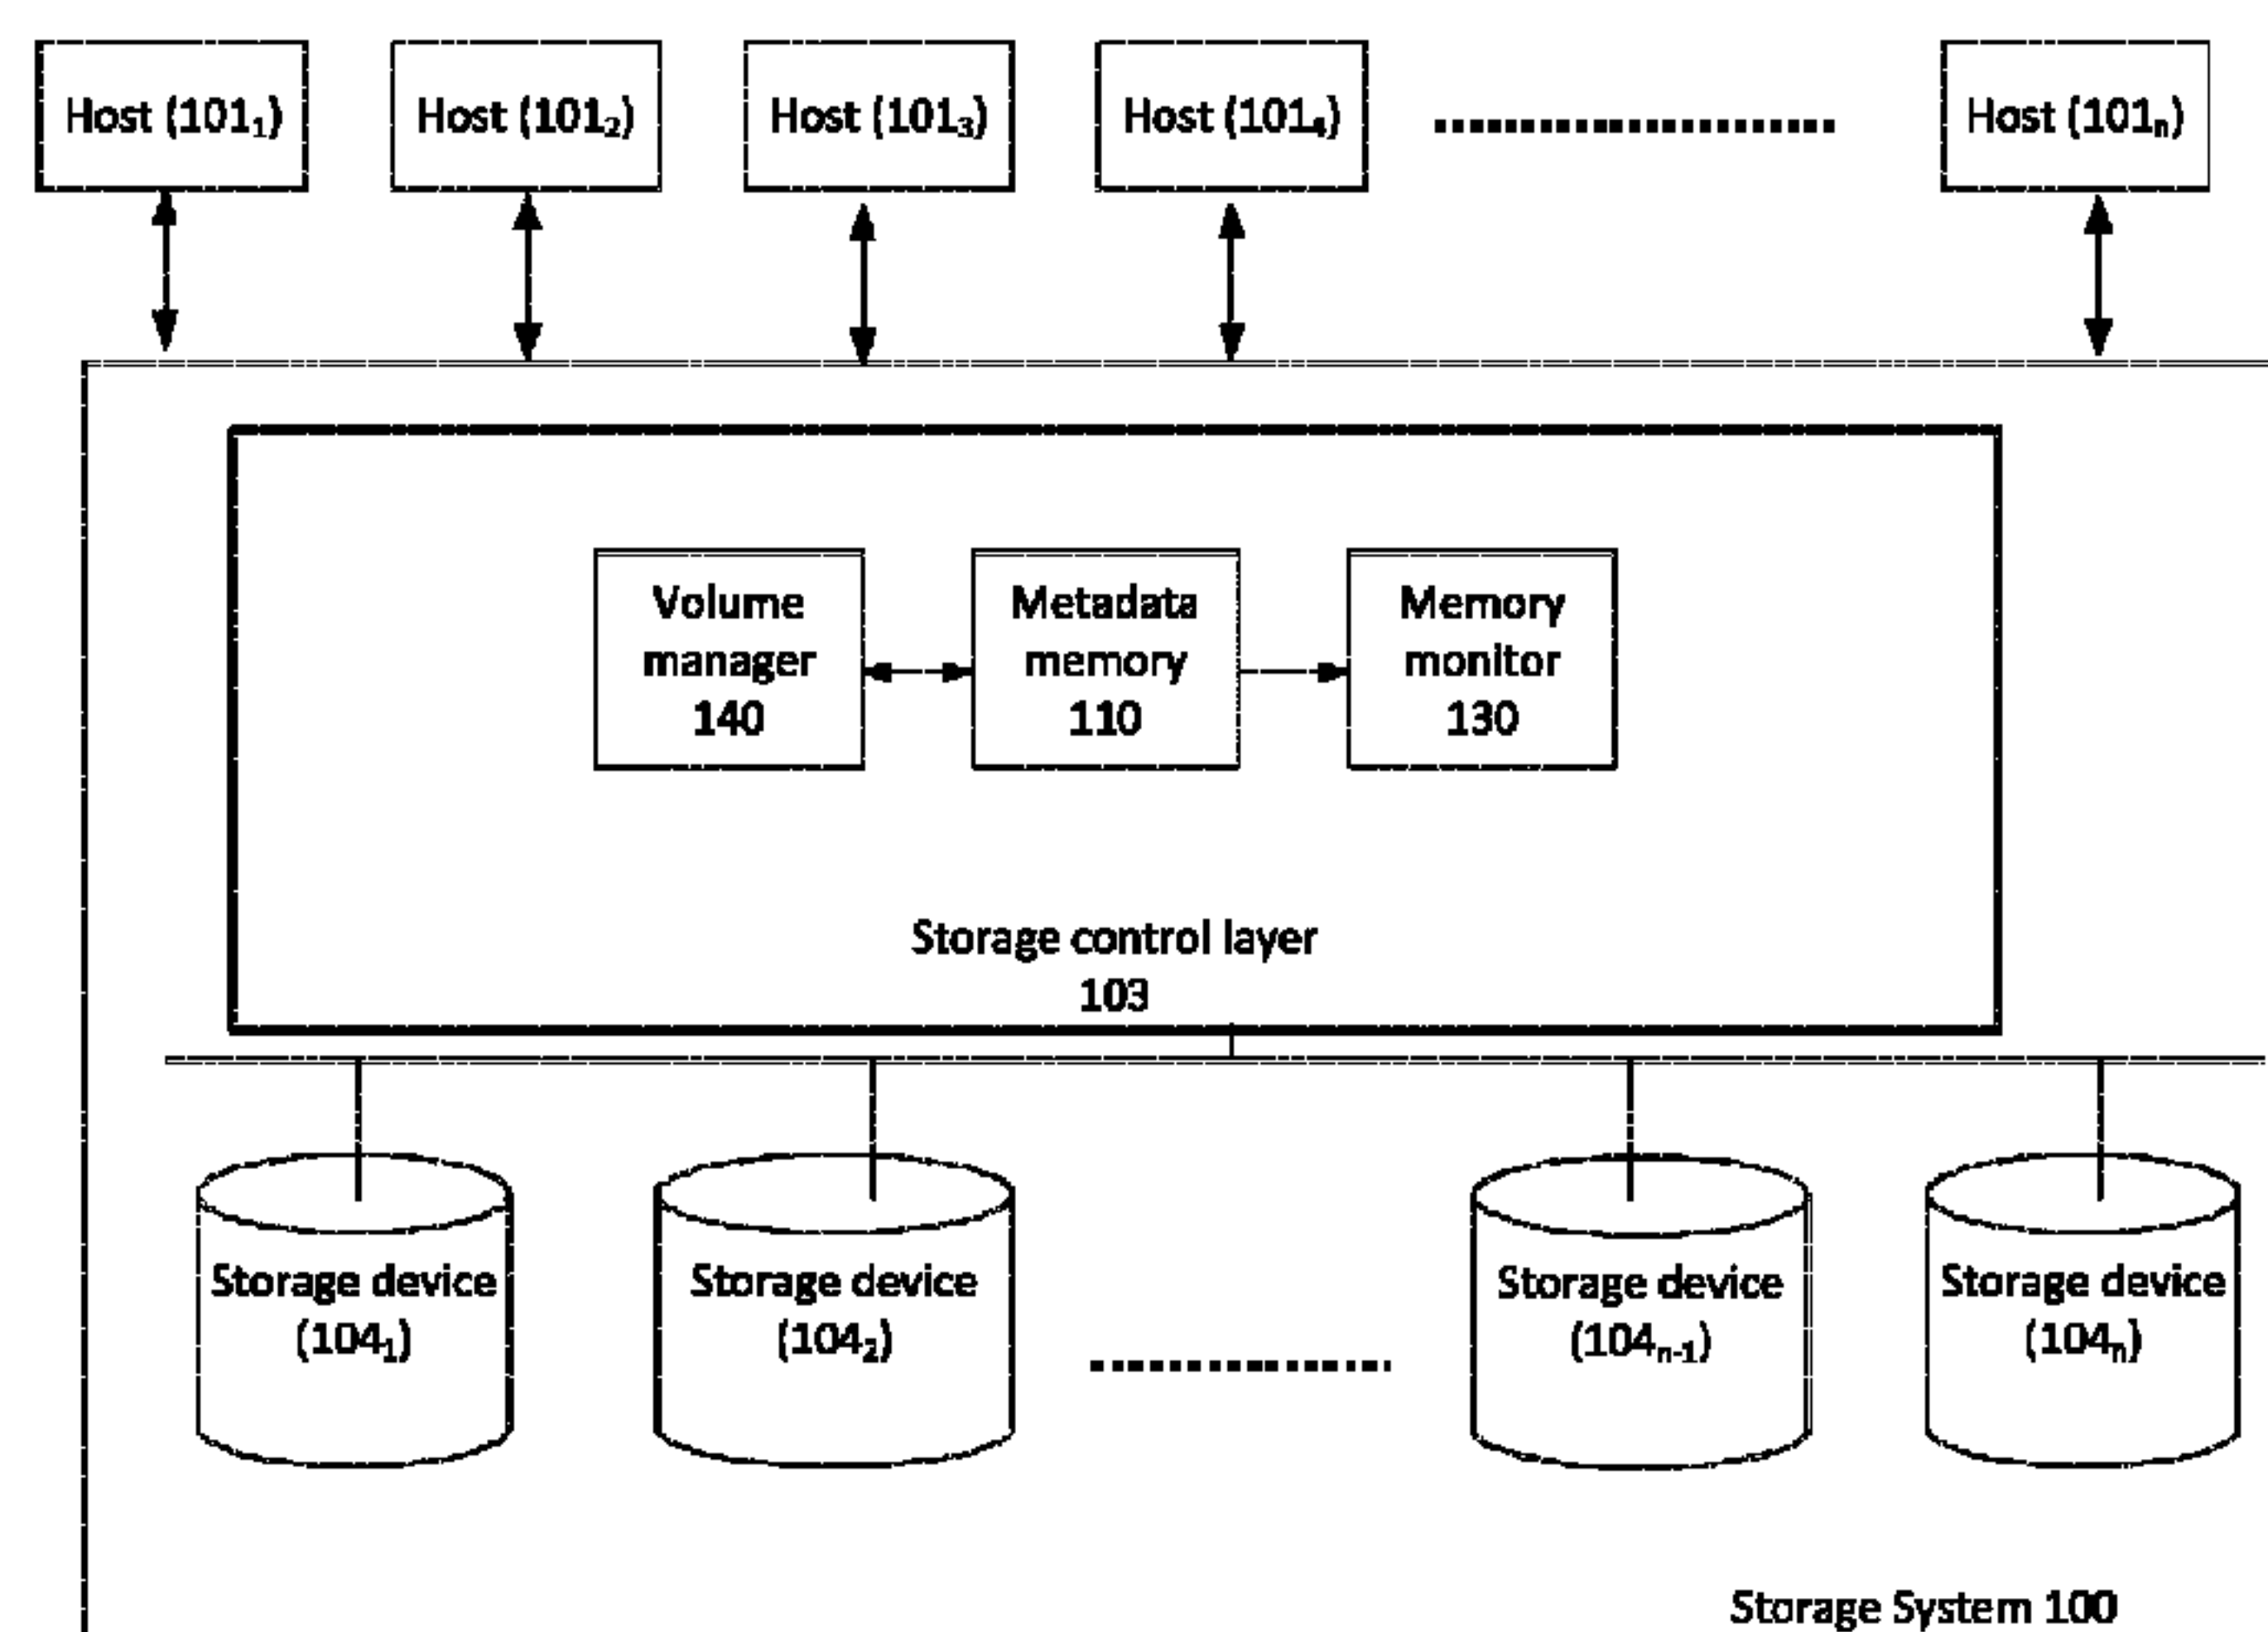 Host (101₁)
Host (101₂)
Host (101₃)
Host (101₄)
Host (101ₙ)
Volume
manager
140
Metadata
memory
110
Memory
monitor
130
Storage control layer
103
Storage device
(104₁)
Storage device
(104₂)
Storage device
(104ₙ₋₁)
Storage device
(104ₙ)
Storage System 100